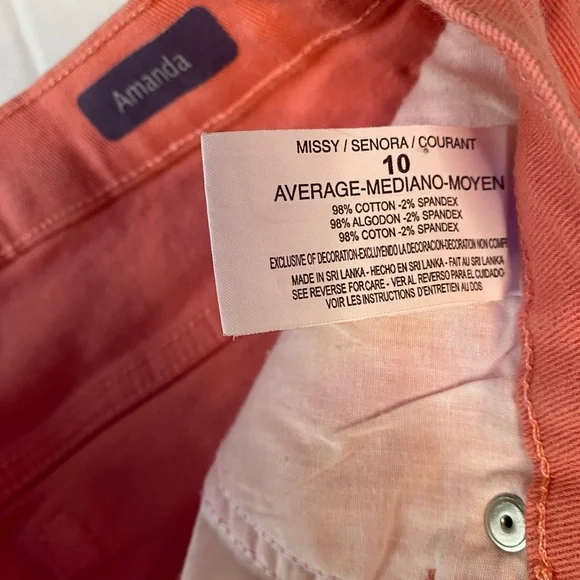 Amanda
MISSY / SENORA / COURANT
10
AVERAGE-MEDIANO-MOYEN
98% COTTON -2% SPANDEX
98% ALGODON -2% SPANDEX
98% COTON -2% SPANDEX
EXCLUSIVE OF DECORATION-EXCLUYENDO LA DECORACION-DECORATION NON COMPR
MADE IN SRI LANKA - HECHO EN SRI LANKA - FAIT AU SRI LANKA
SEE REVERSE FOR CARE - VER AL REVERSO PARA EL CUIDADO-
VOIR LES INSTRUCTIONS D'ENTRETIEN AU DOS